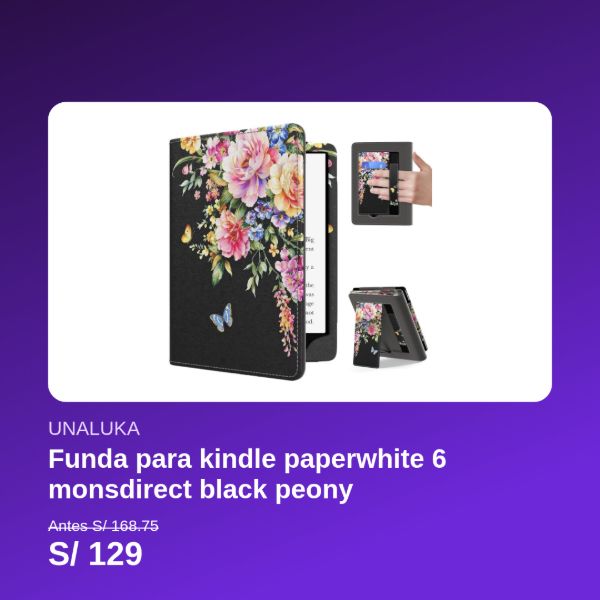 UNALUKA
Funda para kindle paperwhite 6
monsdirect black peony
Antes S/ 168.75
S/ 129